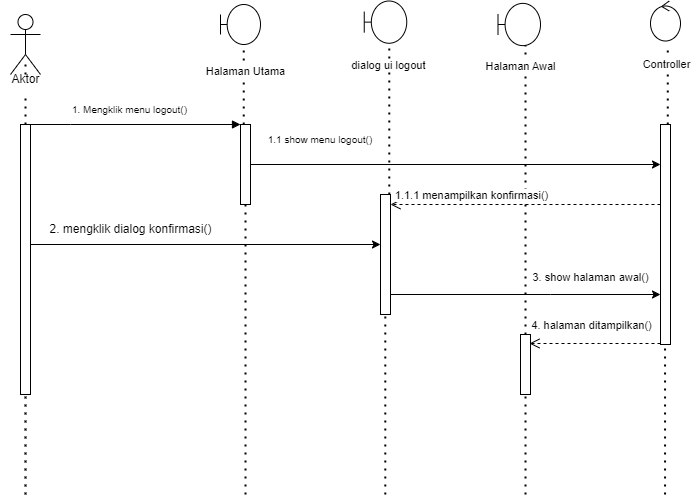 Aktor
Halaman Utama
dialog ui logout
Halaman Awal
Controller
1. Mengklik menu logout()
1.1 show menu logout()
1.1.1 menampilkan konfirmasi()
2. mengklik dialog konfirmasi()
3. show halaman awal()
4. halaman ditampilkan()